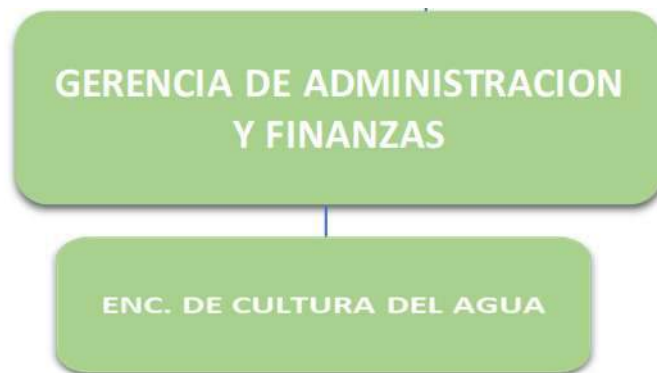 GERENCIA DE ADMINISTRACION
Y FINANZAS
ENC. DE CULTURA DEL AGUA